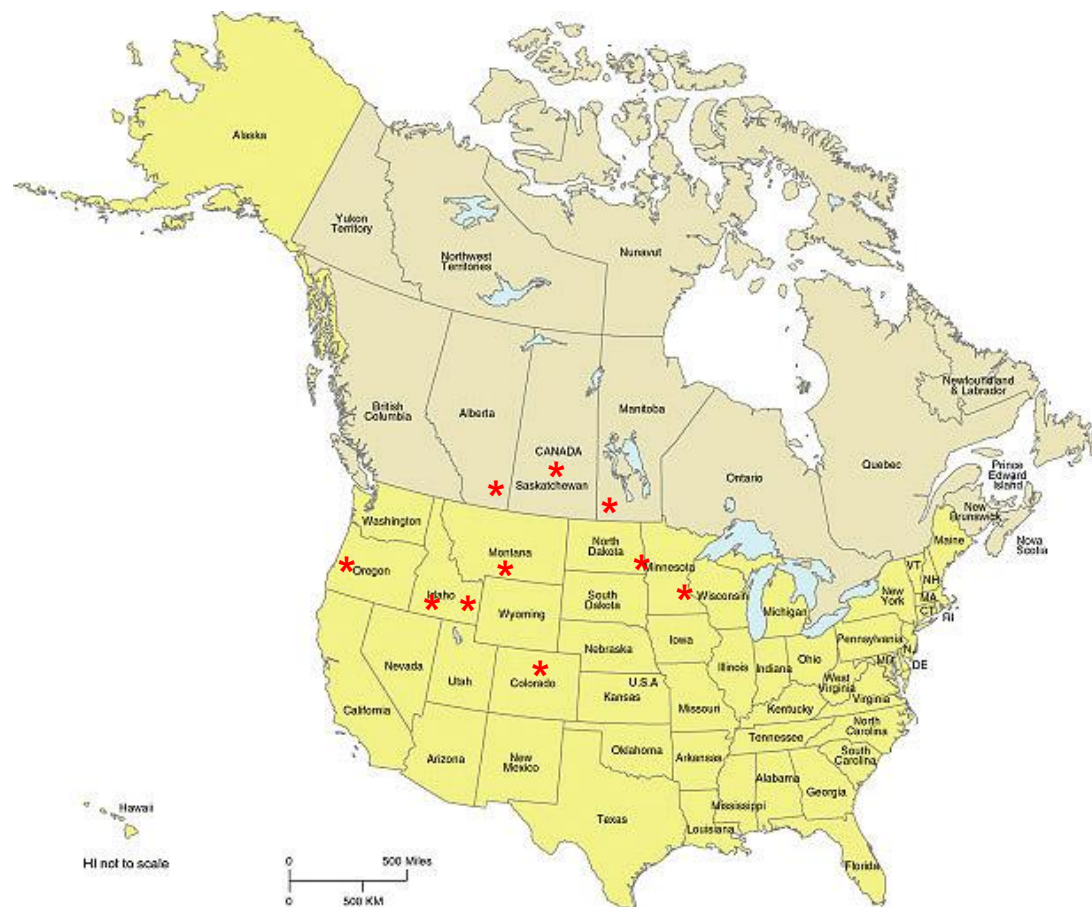 Alaska
Yukon
Territory
Northwest
Territories
Nunavut
British
Columbia
Alberta
CANADA
Saskatchewan
Manitoba
Ontario
Quebec
Newfoundland
& Labrador
Prince
Edward
Island
New
Brunswick
Nova
Scotia
Washington
Oregon
Idaho
Montana
Wyoming
North
Dakota
South
Dakota
Minnesota
Wisconsin
Michigan
Maine
VT
NH
MA
CT
RI
New
York
Pennsylvania
NJ
DE
MD
Nebraska
Iowa
Illinois
Indiana
Ohio
West
Virginia
Virginia
Nevada
Utah
Colorado
U.S.A
Kansas
Missouri
Kentucky
California
Arizona
New
Mexico
Oklahoma
Arkansas
Tennessee
North
Carolina
South
Carolina
Texas
Louisiana
Mississippi
Alabama
Georgia
Florida
Hawaii
HI not to scale
0 500 Miles
0 500 KM